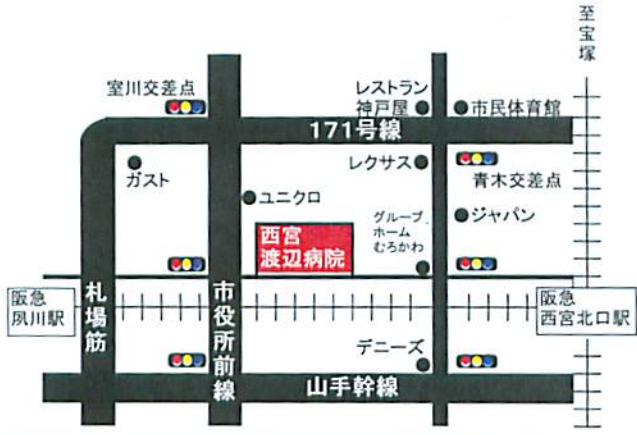 至宝塚
室川交差点
レストラン
神戸屋
市民体育館
171号線
ガスト
レクサス
青木交差点
ユニクロ
グループ
ホーム
むろかわ
ジャパン
西宮
渡辺病院
阪急
夙川駅
札場筋
市役所前線
阪急
西宮北口駅
デニーズ
山手幹線